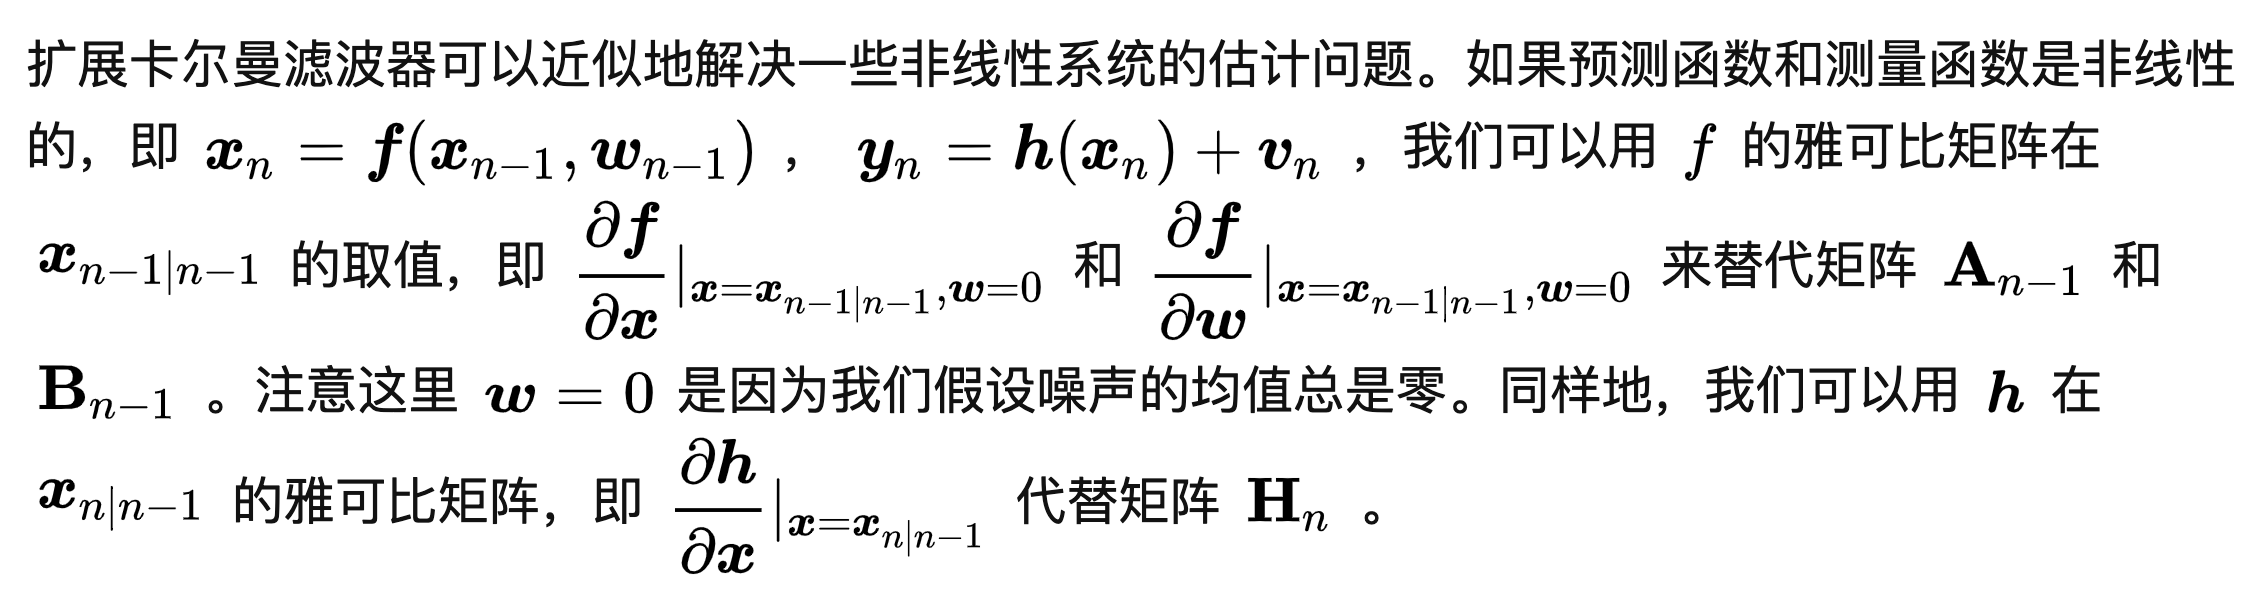 扩展卡尔曼滤波器可以近似地解决一些非线性系统的估计问题。如果预测函数和测量函数是非线性
的，即 $\boldsymbol{x}_n = \boldsymbol{f}(\boldsymbol{x}_{n-1}, \boldsymbol{w}_{n-1})$ ， $\boldsymbol{y}_n = \boldsymbol{h}(\boldsymbol{x}_n) + \boldsymbol{v}_n$ ，我们可以用 $f$ 的雅可比矩阵在
$\boldsymbol{x}_{n-1|n-1}$ 的取值，即 $\dfrac{\partial \boldsymbol{f}}{\partial \boldsymbol{x}}|_{\boldsymbol{x}=\boldsymbol{x}_{n-1|n-1},\boldsymbol{w}=0}$ 和 $\dfrac{\partial \boldsymbol{f}}{\partial \boldsymbol{w}}|_{\boldsymbol{x}=\boldsymbol{x}_{n-1|n-1},\boldsymbol{w}=0}$ 来替代矩阵 $\mathbf{A}_{n-1}$ 和
$\mathbf{B}_{n-1}$ 。注意这里 $\boldsymbol{w} = 0$ 是因为我们假设噪声的均值总是零。同样地，我们可以用 $\boldsymbol{h}$ 在
$\boldsymbol{x}_{n|n-1}$ 的雅可比矩阵，即 $\dfrac{\partial \boldsymbol{h}}{\partial \boldsymbol{x}}|_{\boldsymbol{x}=\boldsymbol{x}_{n|n-1}}$ 代替矩阵 $\mathbf{H}_n$ 。